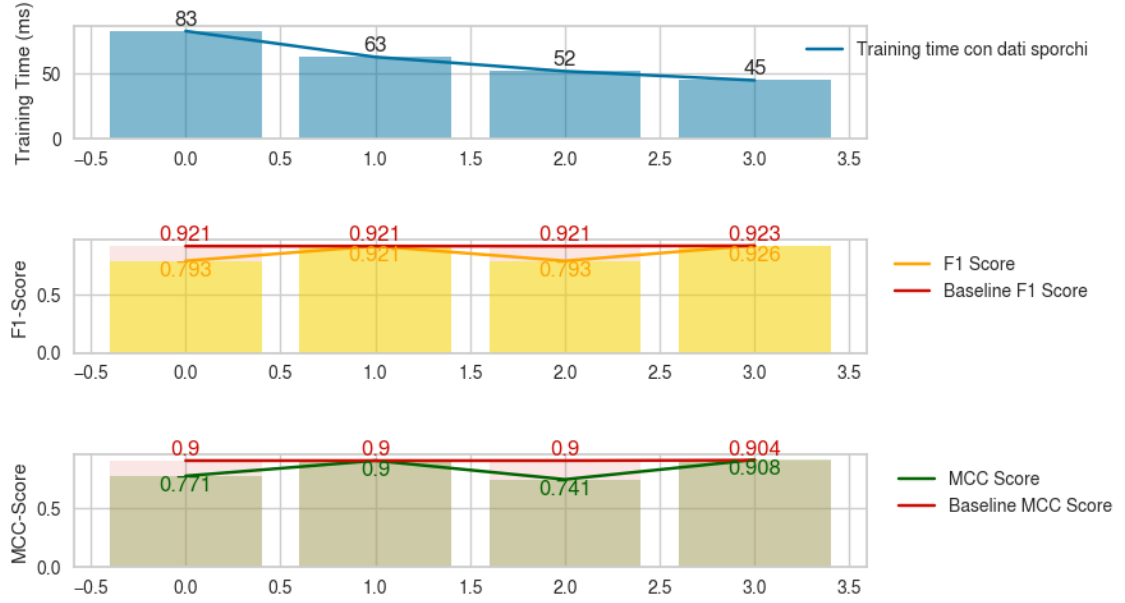 Training Time (ms)
50
0
83
63
52
45
Training time con dati sporchi
−0.5 0.0 0.5 1.0 1.5 2.0 2.5 3.0 3.5
F1-Score
0.5
0.0
0.921 0.921 0.921 0.923
0.793 0.921 0.793 0.926
F1 Score
Baseline F1 Score
−0.5 0.0 0.5 1.0 1.5 2.0 2.5 3.0 3.5
MCC-Score
0.5
0.0
0.9 0.9 0.9 0.904
0.771 0.9 0.741 0.908
MCC Score
Baseline MCC Score
−0.5 0.0 0.5 1.0 1.5 2.0 2.5 3.0 3.5